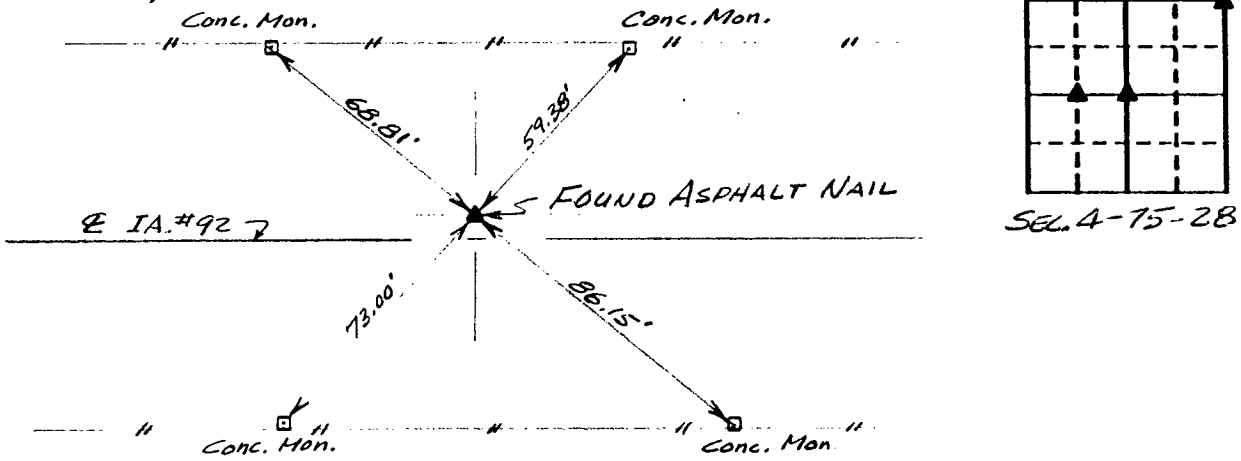 Conc. Mon.
Conc. Mon.
68.81'
59.38'
FOUND ASPHALT NAIL
℄ IA.#92
SEC. 4-75-28
73.00'
86.15'
Conc. Mon.
Conc. Mon